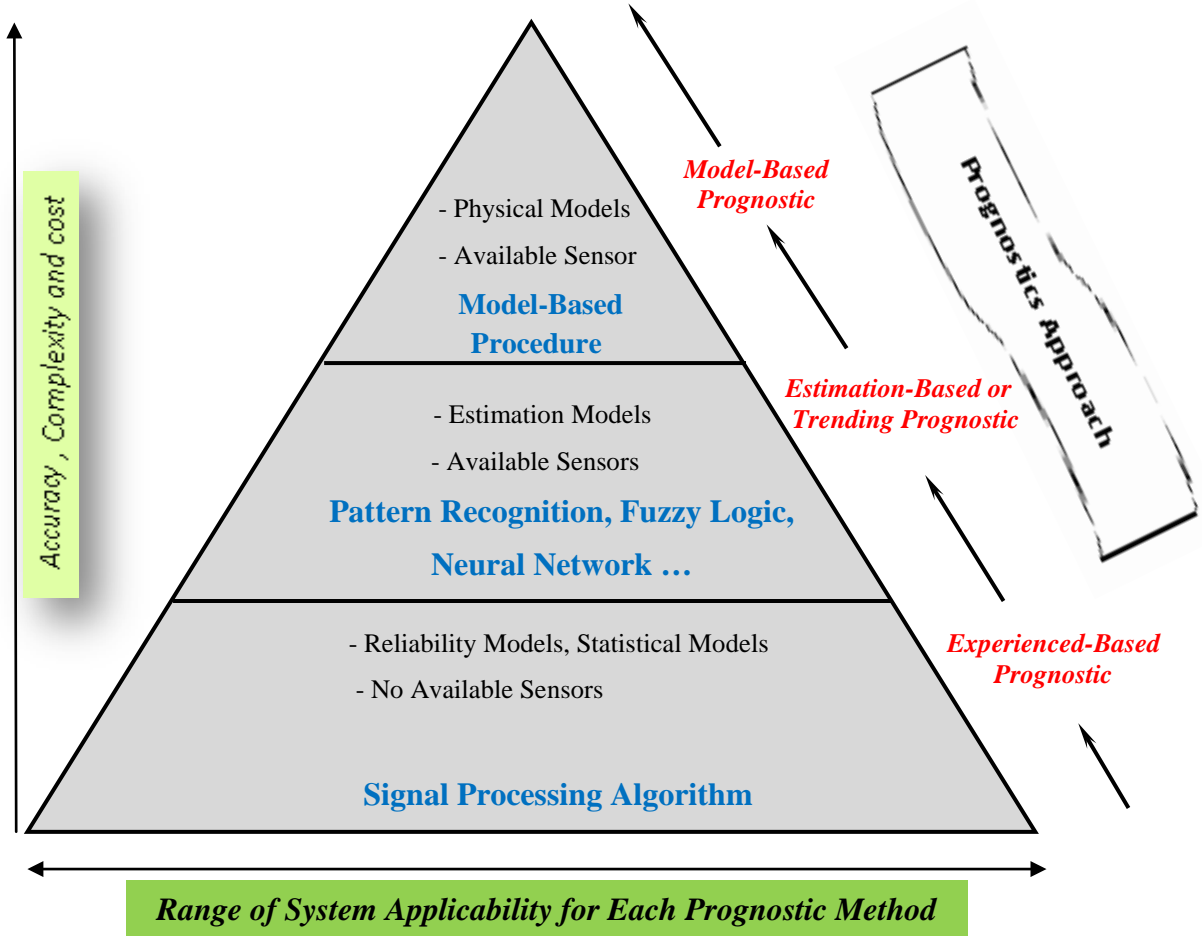 - Physical Models
- Available Sensor
Model-Based
Procedure
- Estimation Models
- Available Sensors
Pattern Recognition, Fuzzy Logic,
Neural Network …
- Reliability Models, Statistical Models
- No Available Sensors
Signal Processing Algorithm
Accuracy , Complexity and cost
Model-Based
Prognostic
Estimation-Based or
Trending Prognostic
Experienced-Based
Prognostic
Prognostics Approach
Range of System Applicability for Each Prognostic Method